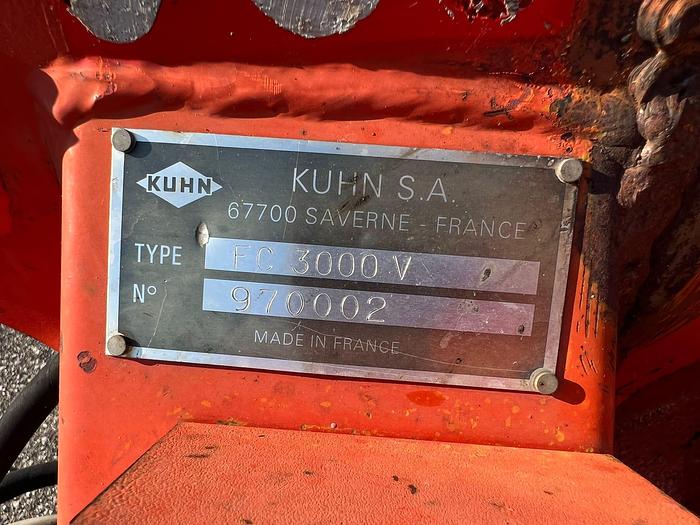 KUHN
KUHN S.A.
67700 SAVERNE - FRANCE
TYPE FC 3000 V
N° 970002
MADE IN FRANCE